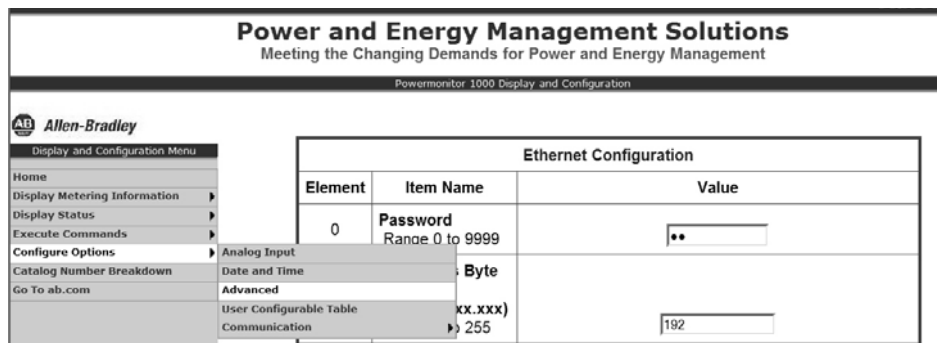 Power and Energy Management Solutions
Meeting the Changing Demands for Power and Energy Management
Powermonitor 1000 Display and Configuration
AB Allen-Bradley
Display and Configuration Menu
Home
Display Metering Information
Display Status
Execute Commands
Configure Options
Catalog Number Breakdown
Go To ab.com
Analog Input
Date and Time
Advanced
User Configurable Table
Communication
Ethernet Configuration
Element Item Name Value
0 Password
Range 0 to 9999
••
s Byte
xx.xxx)
255
192